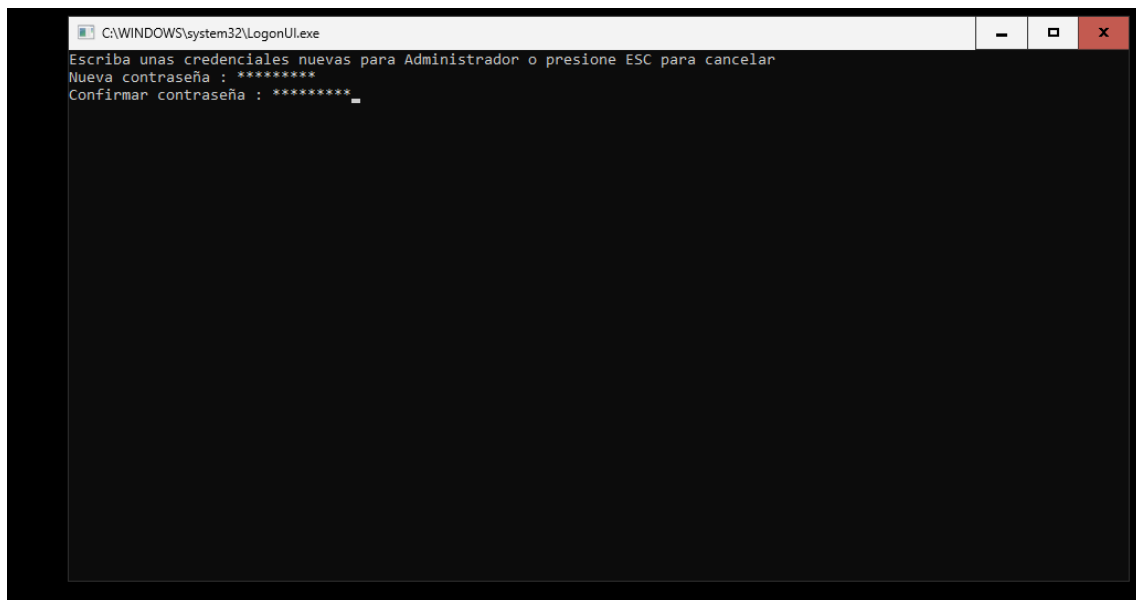 C:\WINDOWS\system32\LogonUI.exe
Escriba unas credenciales nuevas para Administrador o presione ESC para cancelar
Nueva contraseña : *********
Confirmar contraseña : *********